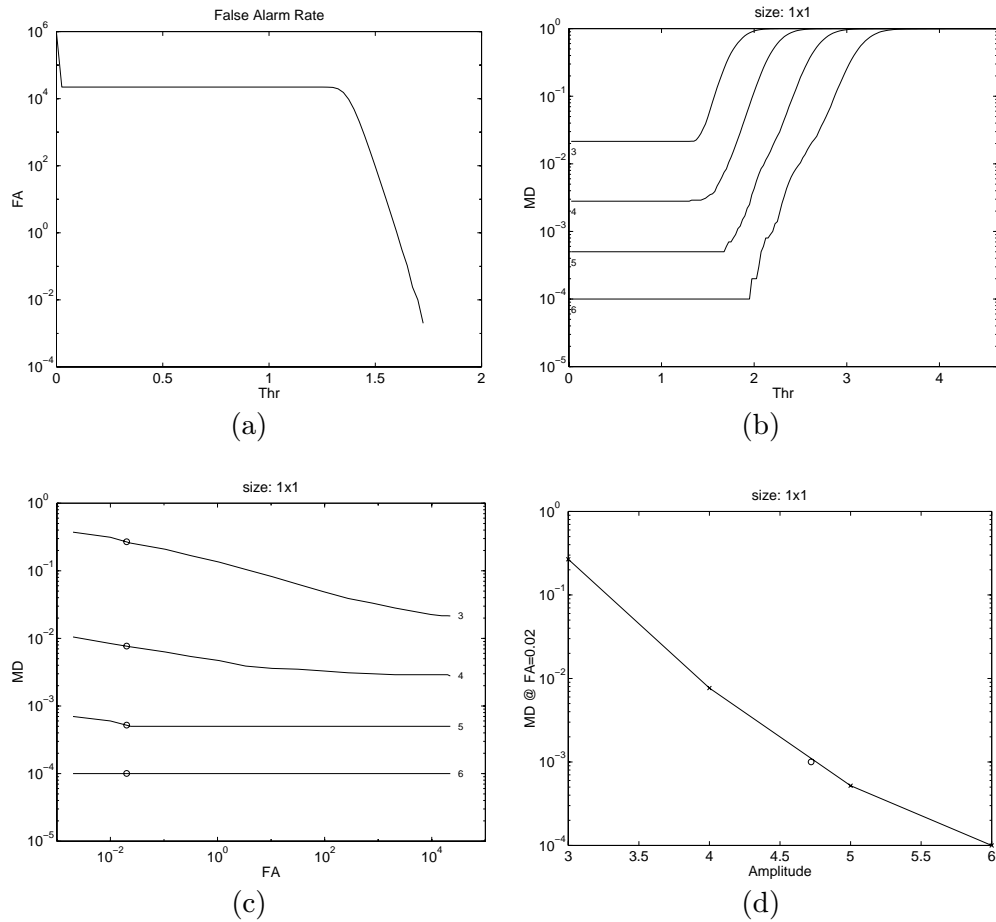 False Alarm Rate
10^6
10^4
10^2
10^0
10^−2
10^−4
FA
0 0.5 1 1.5 2
Thr
(a)
size: 1x1
10^0
10^−1
10^−2
10^−3
10^−4
10^−5
MD
3
4
5
6
0 1 2 3 4
Thr
(b)
size: 1x1
10^0
10^−1
10^−2
10^−3
10^−4
10^−5
MD
3
4
5
6
10^−2 10^0 10^2 10^4
FA
(c)
size: 1x1
10^0
10^−1
10^−2
10^−3
10^−4
MD @ FA=0.02
3 3.5 4 4.5 5 5.5 6
Amplitude
(d)